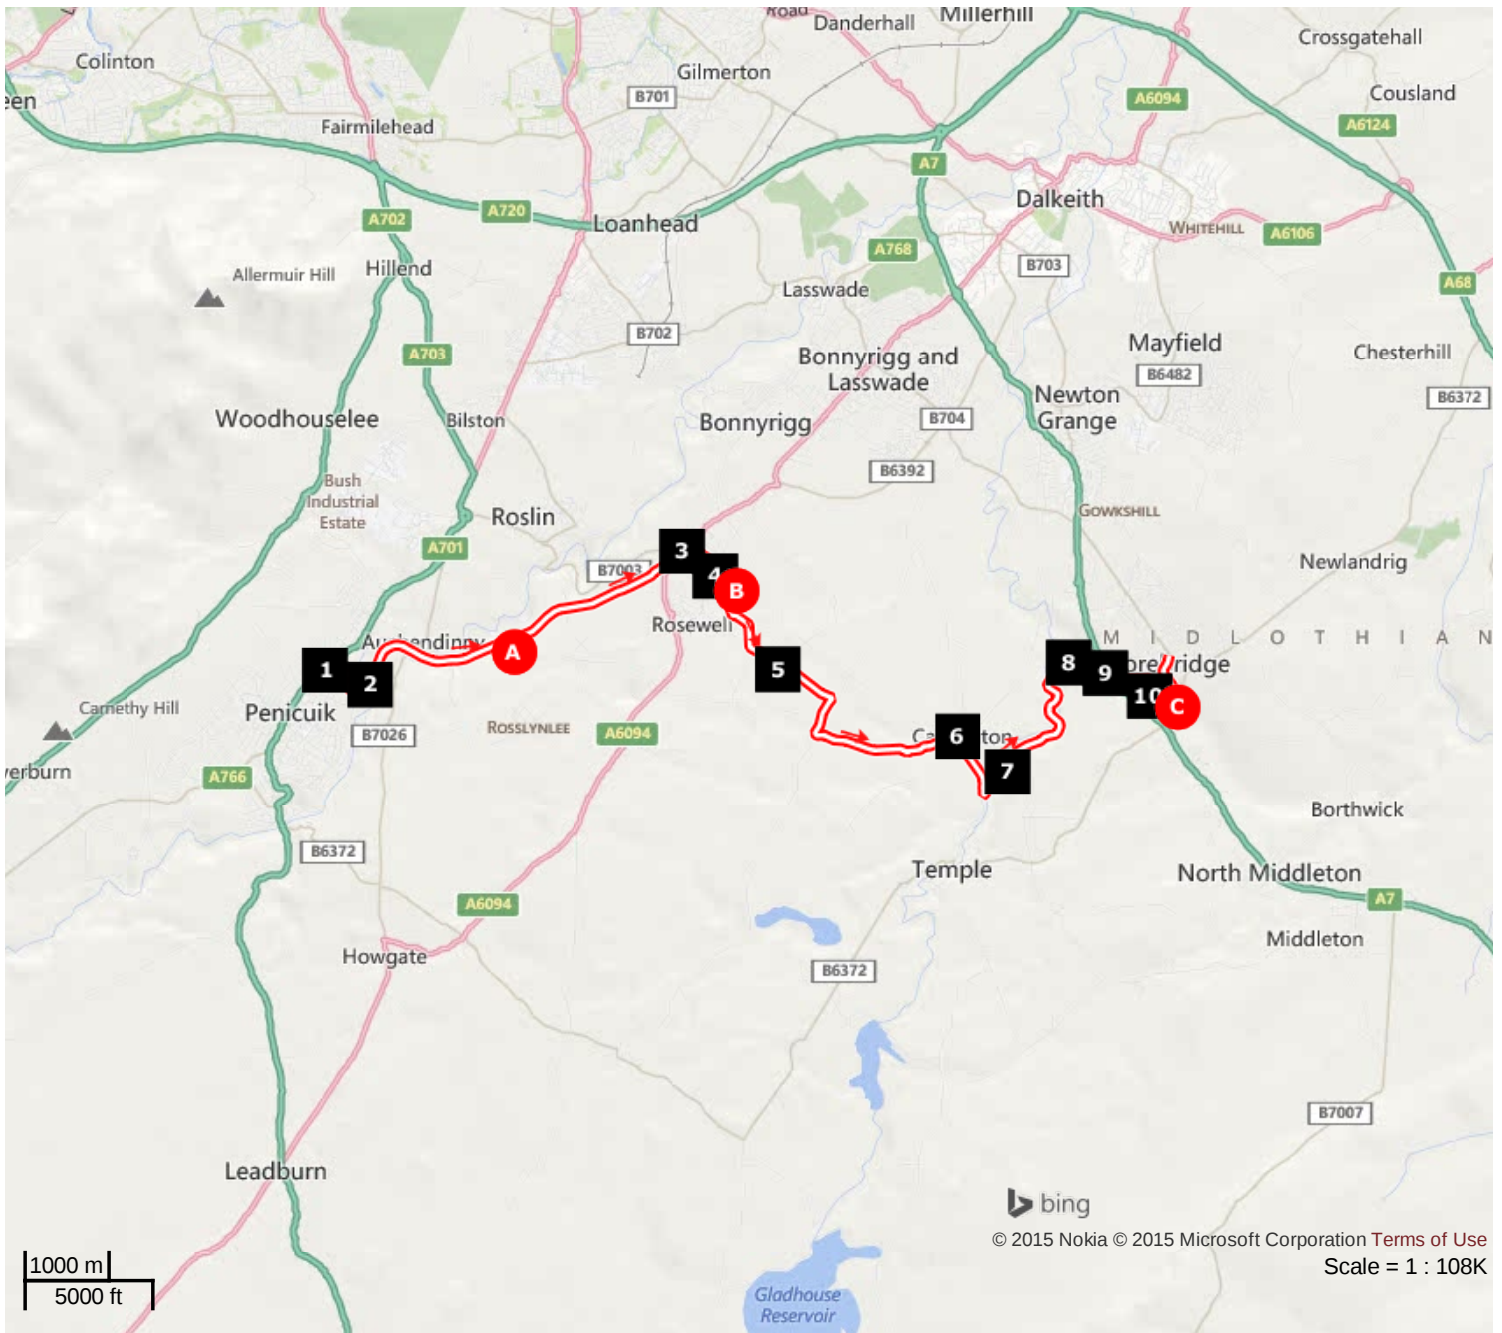 Road
Danderhall
Millerhill
Crossgatehall
Colinton
Gilmerton
een
B701
A6094
Cousland
Fairmilehead
A6124
A7
Dalkeith
A702
A720
Loanhead
WHITEHILL
A6106
A768
Allermuir Hill
Hillend
B703
A68
Lasswade
B702
A703
Bonnyrigg and
Lasswade
Mayfield
Chesterhill
B6482
Woodhouselee
Bilston
Bonnyrigg
B704
Newton
Grange
B6372
B6392
Bush
Industrial
Estate
Roslin
GOWKSHILL
A701
3
Newlandrig
B7003
4
B
Rosewell
MIDLOTHIAN
A
1
2
5
8
9
10
C
Carnethy Hill
Penicuik
B7026
ROSSLYNLEE
A6094
6
7
verburn
A766
Borthwick
B6372
Temple
North Middleton
A6094
A7
Howgate
Middleton
B6372
B7007
Leadburn
bing
© 2015 Nokia © 2015 Microsoft Corporation Terms of Use
1000 m
Scale = 1 : 108K
5000 ft
Gladhouse
Reservoir